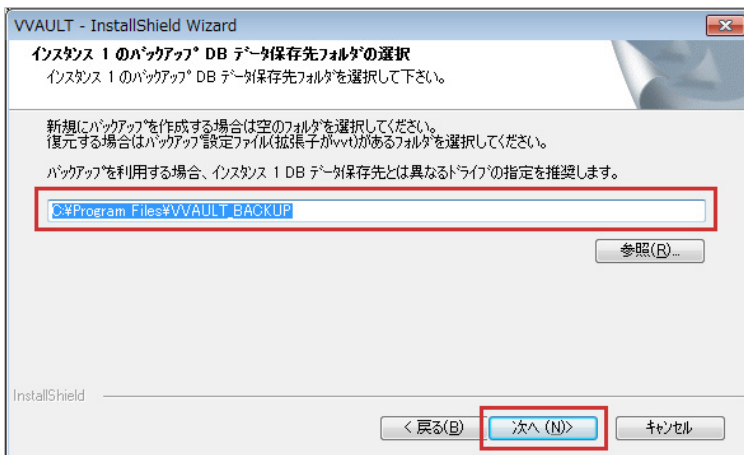 VVAULT - InstallShield Wizard
インスタンス 1 のバックアップ DB データ保存先フォルダの選択
インスタンス 1 のバックアップ DB データ保存先フォルダを選択して下さい。
新規にバックアップを作成する場合は空のフォルダを選択してください。
復元する場合はバックアップ設定ファイル(拡張子がvvt)があるフォルダを選択してください。
バックアップを利用する場合、インスタンス 1 DB データ保存先とは異なるドライブの指定を推奨します。
C:¥Program Files¥VVAULT_BACKUP
参照(R)...
InstallShield
< 戻る(B)
次へ (N)>
キャンセル